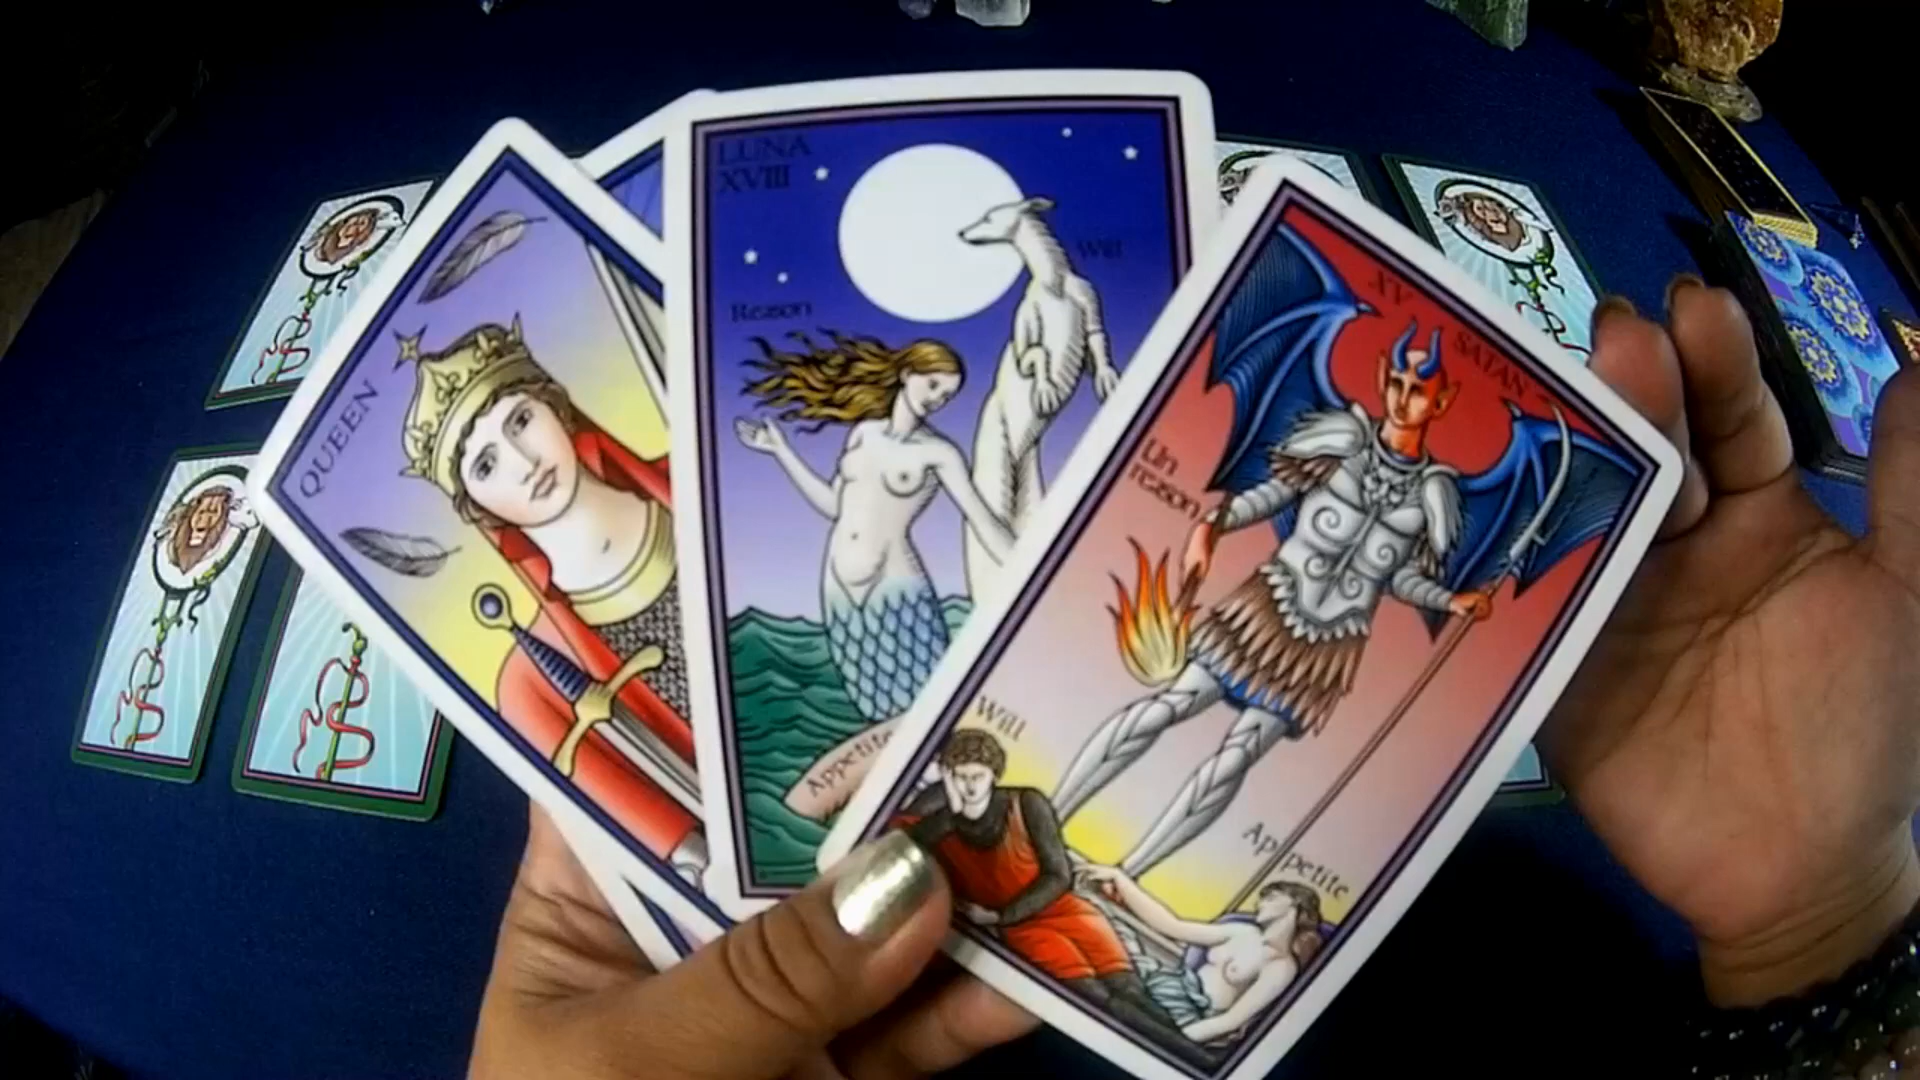 QUEEN
LUNA
XVIII
Will
Reason
Appetite
XV SATAN
Un
reason
Will
Appetite